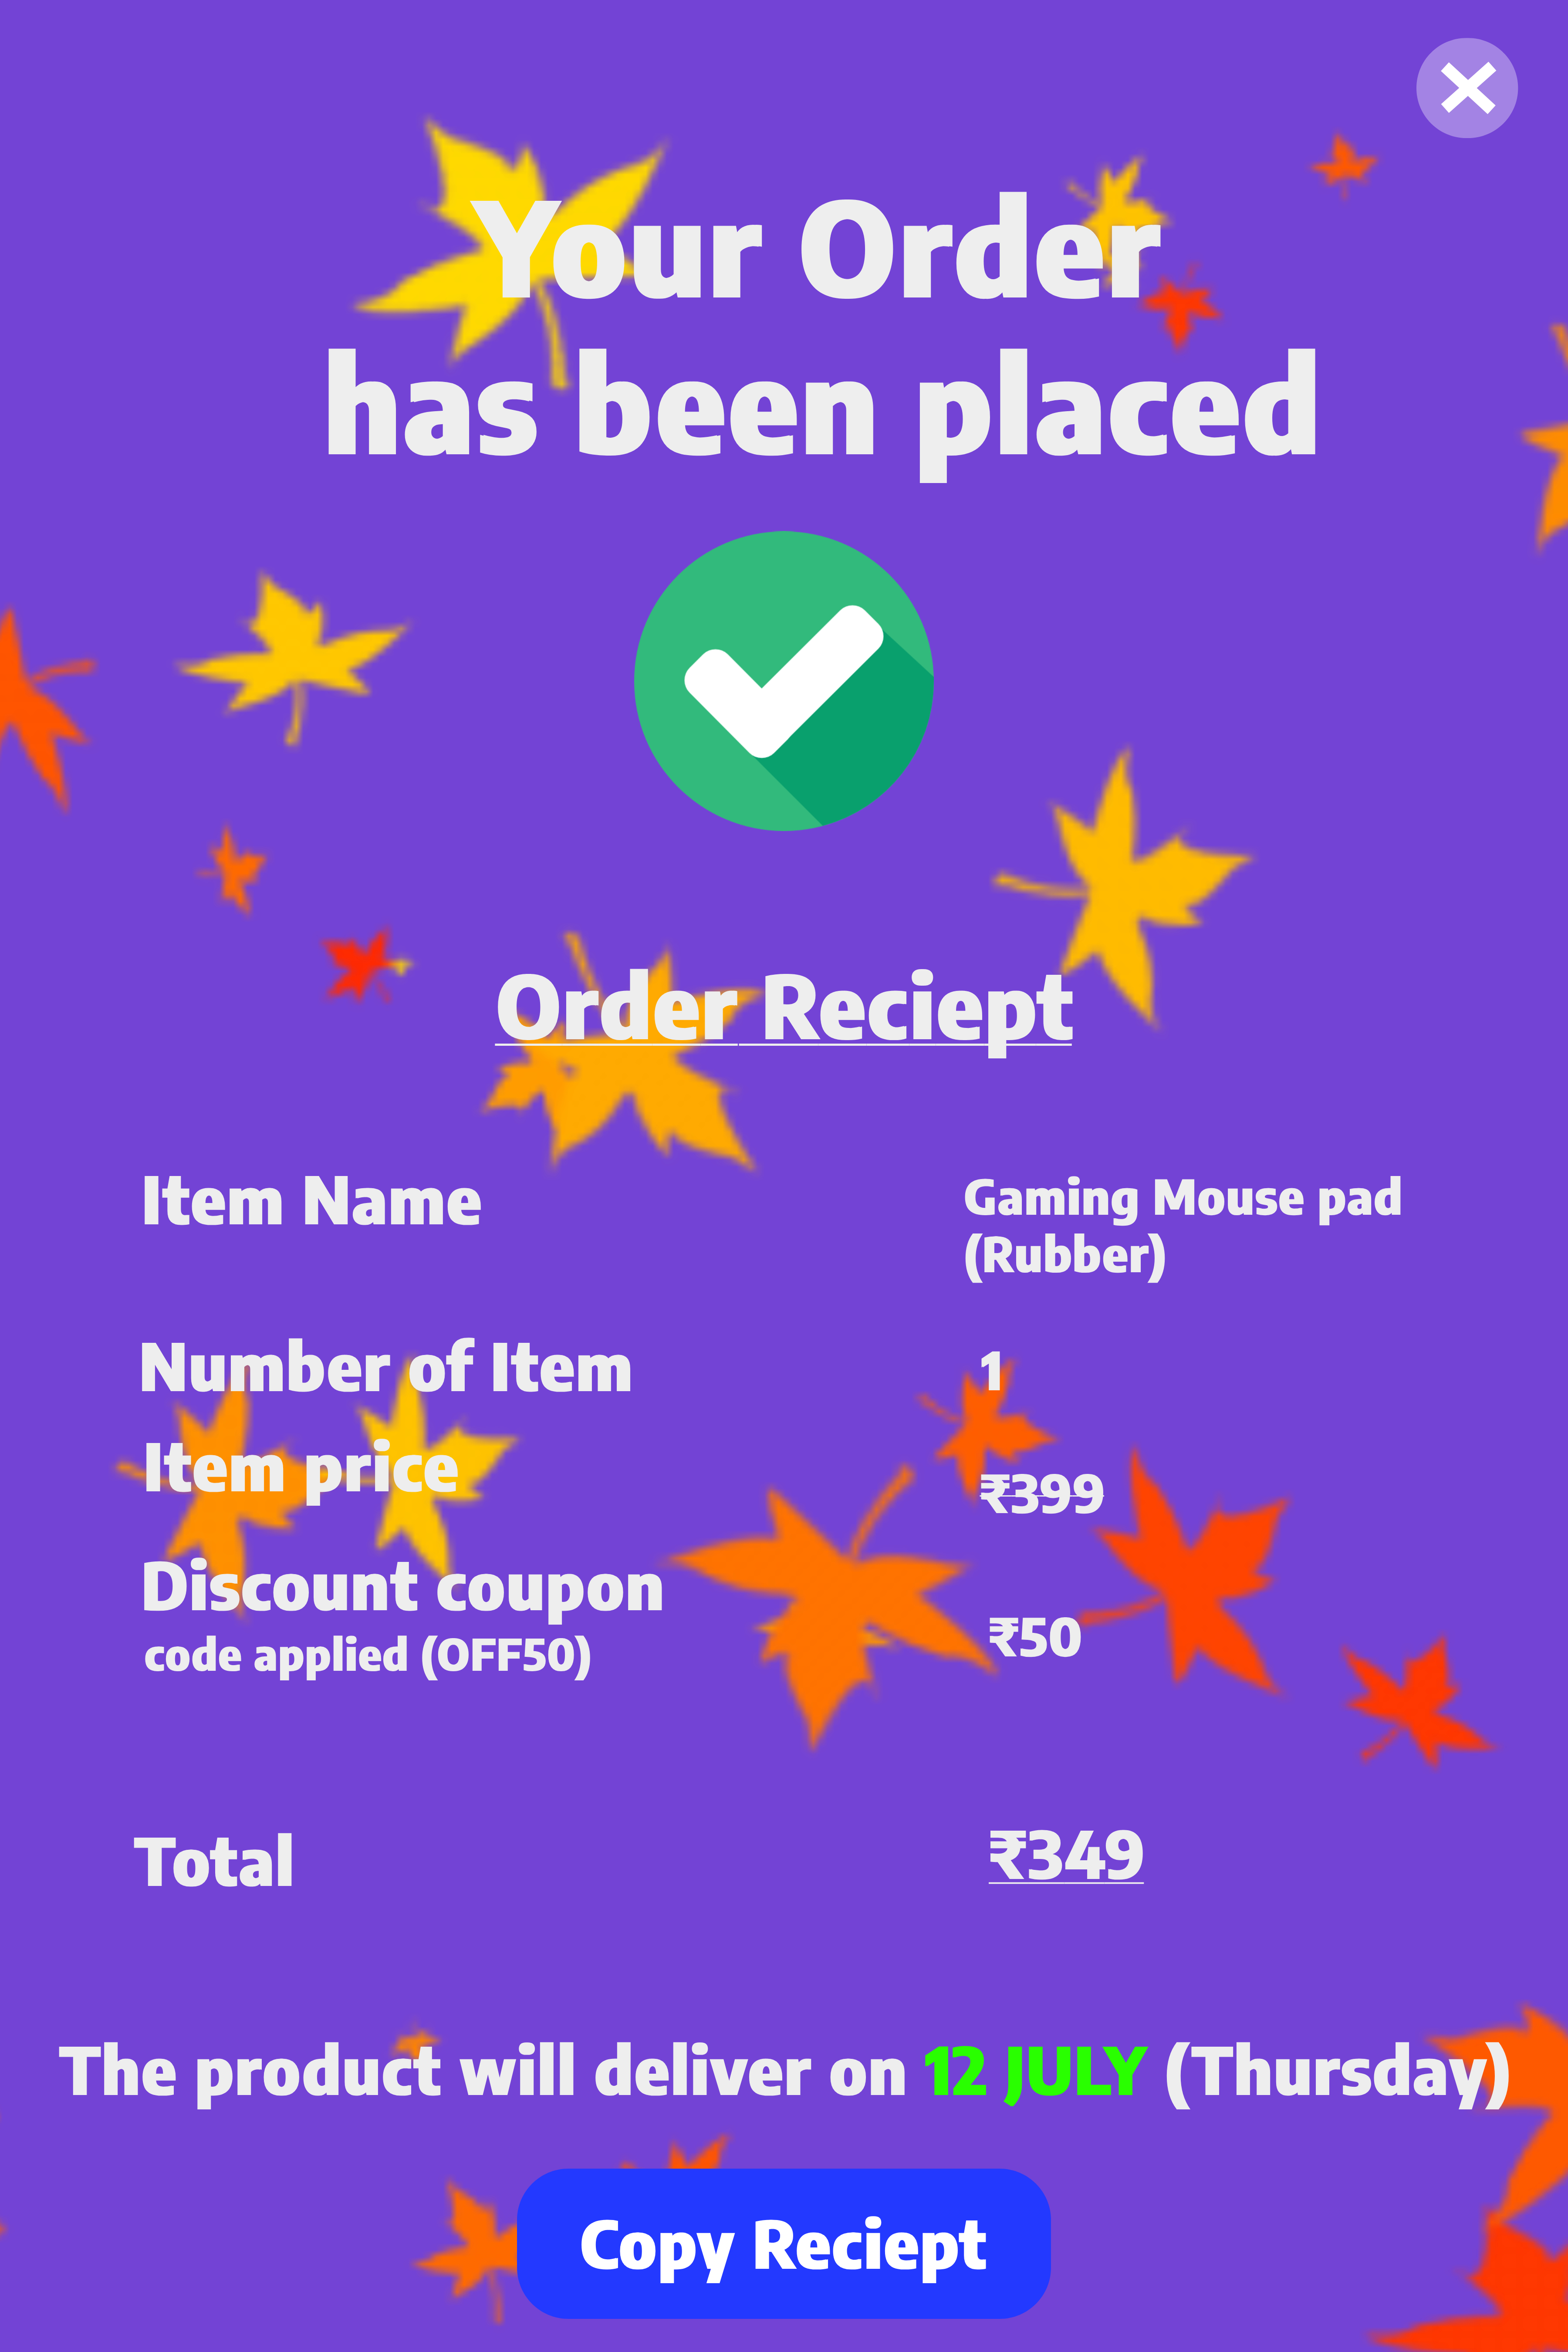 Your Order
has been placed
Order Reciept
Item Name
Gaming Mouse pad
(Rubber)
Number of Item
1
Item price
₹399
Discount coupon
code applied (OFF50)
₹50
Total
₹349
The product will deliver on 12 JULY (Thursday)
Copy Reciept